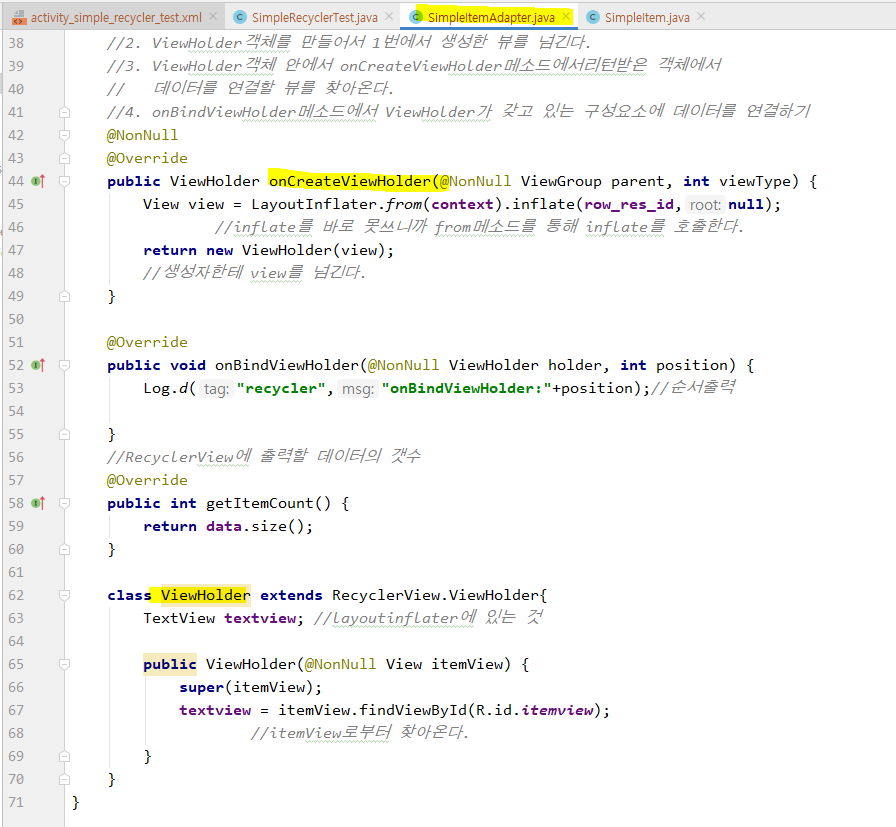 activity_simple_recycler_test.xml × SimpleRecyclerTest.java × SimpleItemAdapter.java × SimpleItem.java ×
38 //2. ViewHolder객체를 만들어서 1번에서 생성한 뷰를 넘긴다.
39 //3. ViewHolder객체 안에서 onCreateViewHolder메소드에서리턴받은 객체에서
40 // 데이터를 연결할 뷰를 찾아온다.
41 //4. onBindViewHolder메소드에서 ViewHolder가 갖고 있는 구성요소에 데이터를 연결하기
42 @NonNull
43 @Override
44 public ViewHolder onCreateViewHolder(@NonNull ViewGroup parent, int viewType) {
45 View view = LayoutInflater.from(context).inflate(row_res_id, root: null);
46 //inflate를 바로 못쓰니까 from메소드를 통해 inflate를 호출한다.
47 return new ViewHolder(view);
48 //생성자한테 view를 넘긴다.
49 }
50
51 @Override
52 public void onBindViewHolder(@NonNull ViewHolder holder, int position) {
53 Log.d( tag: "recycler", msg: "onBindViewHolder:"+position);//순서출력
54
55 }
56 //RecyclerView에 출력할 데이터의 갯수
57 @Override
58 public int getItemCount() {
59 return data.size();
60 }
61
62 class ViewHolder extends RecyclerView.ViewHolder{
63 TextView textview; //layoutinflater에 있는 것
64
65 public ViewHolder(@NonNull View itemView) {
66 super(itemView);
67 textview = itemView.findViewById(R.id.itemview);
68 //itemView로부터 찾아온다.
69 }
70 }
71 }